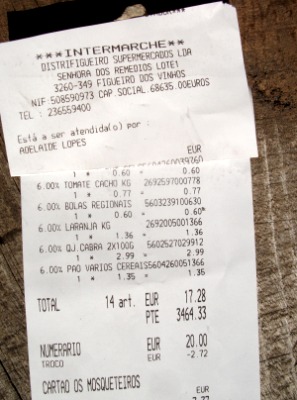 ***INTERMARCHE**
DISTRIFIGUEIRO SUPERMERCADOS LDA
SENHORA DOS REMEDIOS LOTE1
3260-349 FIGUEIRO DOS VINHOS
NIF 508590973 CAP.SOCIAL.68635.00EUROS
TEL : 236559400
Está a ser atendida(o) por :
ADELAIDE LOPES
EUR
1 * 0.60 = 0.60
6.00% TOMATE CACHO KG 2692597000778
1 * 0.77 = 0.77
6.00% BOLAS REGIONAIS 5603239100630
1 * 0.60 = 0.60*
6.00% LARANJA KG 2692005001366
1 * 1.36 = 1.36
6.00% QJ.CABRA 2X100G 5602527029912
1 * 2.99 = 2.99
6.00% PAO VARIOS CEREAIS5604260051366
1 * 1.35 = 1.35
TOTAL 14 art. EUR 17.28
PTE 3464.33
NUMERARIO EUR 20.00
TROCO EUR -2.72
CARTAO OS MOSQUETEIROS
EUR